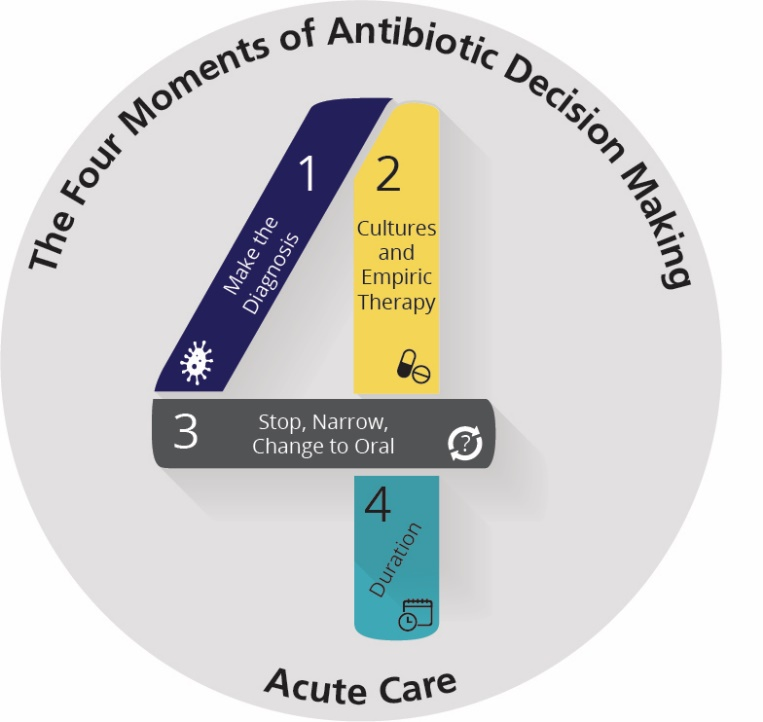 The Four Moments of Antibiotic Decision Making
1
Make the
Diagnosis
2
Cultures
and
Empiric
Therapy
3
Stop, Narrow,
Change to Oral
?
4
Duration
Acute Care